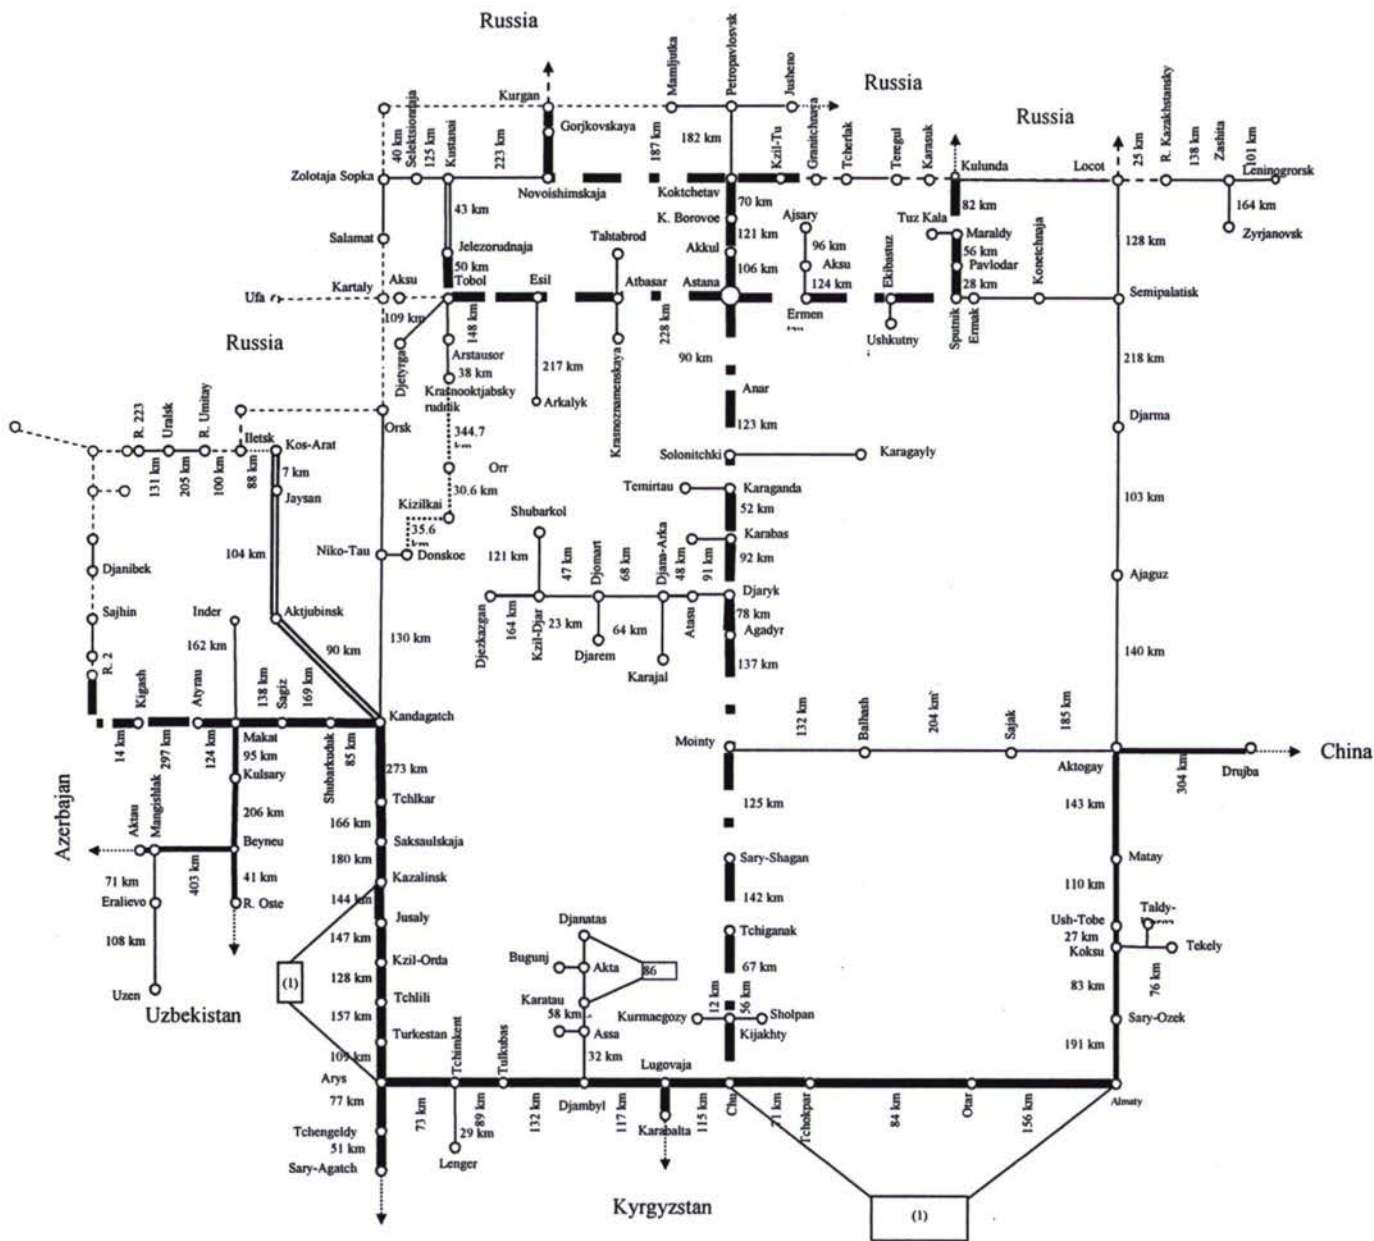 Russia
Russia
Russia
Russia
Russia
China
Azerbajan
Uzbekistan
Kyrgyzstan
Kurgan
Mamljutka
Petropavlosvsk
Jusheno
Gorjkovskaya
40 km
Selektsionnaja
125 km
Kustanai
223 km
187 km
182 km
Kzil-Tu
Granitchnaya
Tcherlak
Teregul
Karasuk
Kulunda
Locot
25 km
R. Kazakhstansky
138 km
Zashita
101 km
Leninogrorsk
Zolotaja Sopka
Novoishimskaja
Koktchetav
43 km
70 km
K. Borovoe
Ajsary
82 km
Tuz Kala
164 km
Zyrjanovsk
Salamat
Jelezorudnaja
Tahtabrod
121 km
Akkul
96 km
Aksu
Maraldy
56 km
Pavlodar
Konetchnaja
128 km
50 km
Tobol
106 km
Ekibastuz
Ufa
Kartaly
Aksu
Esil
Atbasar
Astana
124 km
Ermen
28 km
Semipalatisk
109 km
148 km
228 km
Ushkutny
Sputnik
Ermak
Djetyrga
Arstausor
38 km
Krasnooktjabsky
rudnik
217 km
Arkalyk
Krasnoznamenskaya
90 km
218 km
Anar
R. 223
Uralsk
R. Umitay
Iletsk
Orsk
Djarma
123 km
Kos-Arat
344.7
Solonitchki
Karagayly
131 km
205 km
100 km
88 km
7 km
Jaysan
Orr
30.6 km
Temirtau
Karaganda
103 km
52 km
Kizilkai
35.6
Shubarkol
Karabas
104 km
Niko-Tau
Donskoe
121 km
47 km
Djomart
68 km
Djana-Arka
48 km
91 km
92 km
Djanibek
Ajaguz
Djaryk
78 km
Sajhin
Inder
Aktjubinsk
Djezkazgan
164 km
Kzil-Djar
23 km
Djarem
64 km
Karajal
Atasu
Agadyr
162 km
90 km
130 km
137 km
140 km
R. 2
Kigash
Atyrau
138 km
Sagiz
169 km
Kandagatch
132 km
Balhash
204 km
Sajak
185 km
14 km
297 km
124 km
Makat
95 km
Shubarkuduk
85 km
Mointy
Aktogay
304 km
Drujba
Kulsary
273 km
Tchlkar
125 km
143 km
Aktau
Mangishlak
206 km
166 km
Saksaulskaja
Beyneu
180 km
Sary-Shagan
Matay
71 km
403 km
41 km
Kazalinsk
142 km
110 km
Eralievo
R. Oste
144 km
Jusaly
Djanatas
Tchiganak
Ush-Tobe
Taldy-
27 km
Koksu
Tekely
108 km
147 km
Kzil-Orda
Bugunj
Akta
86
67 km
76 km
Uzen
(1)
128 km
Tchlili
Karatau
58 km
12 km
56 km
83 km
Kurmaegozy
Sholpan
Kijakhty
Sary-Ozek
157 km
Turkestan
Assa
109 km
Tchimkent
Tulkubas
32 km
Lugovaja
191 km
Arys
77 km
73 km
89 km
132 km
Djambyl
117 km
115 km
Chu
71 km
Tchokpar
84 km
Otar
156 km
Almaty
Tchengeldy
29 km
Lenger
Karabalta
51 km
Sary-Agatch
(1)